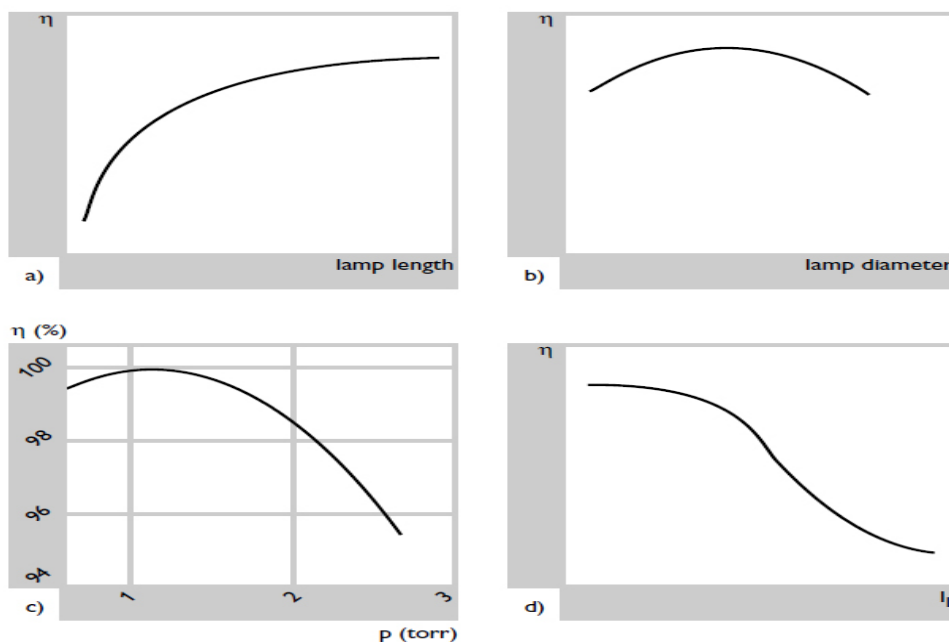 η
η
lamp length
lamp diameter
a)
b)
η (%)
η
100
98
96
94
1
2
3
c)
d)
p (torr)